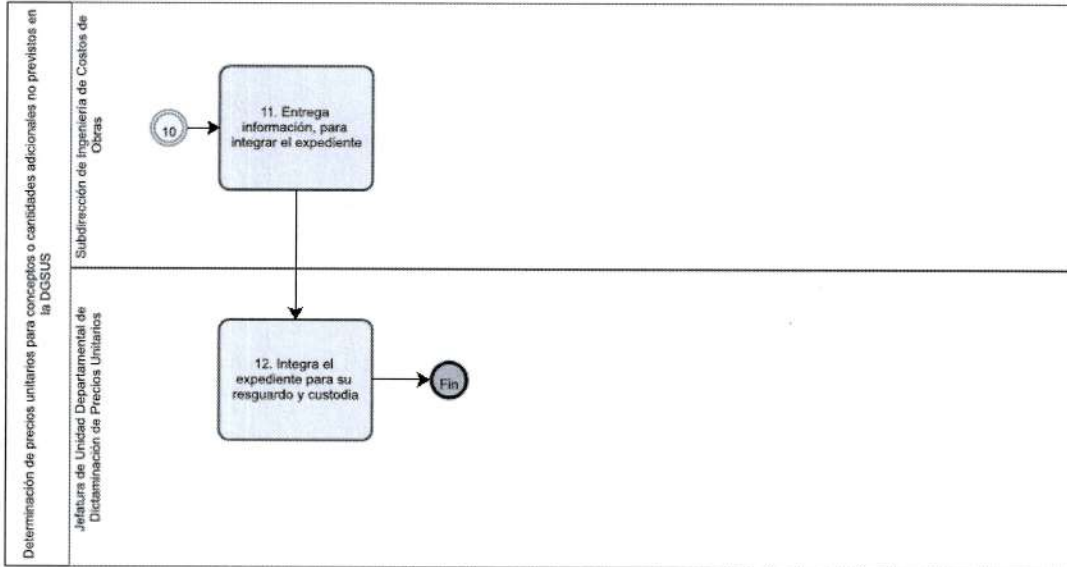 Determinación de precios unitarios para conceptos o cantidades adicionales no previstos en
la DGSUS
Subdirección de Ingeniería de Costos de
Obras
10
11. Entrega
información, para
integrar el expediente
Jefatura de Unidad Departamental de
Dictaminación de Precios Unitarios
12. Integra el
expediente para su
resguardo y custodia
Fin